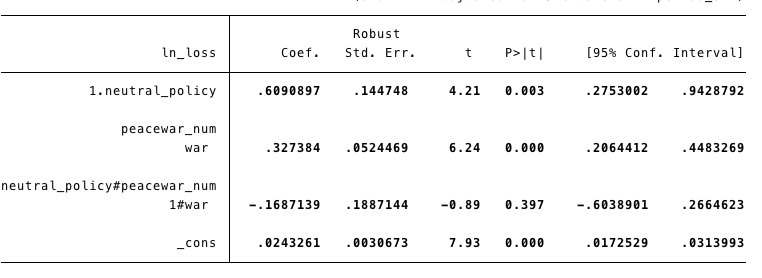 Robust
ln_loss Coef. Std. Err. t P>|t| [95% Conf. Interval]
1.neutral_policy .6090897 .144748 4.21 0.003 .2753002 .9428792
peacewar_num
war .327384 .0524469 6.24 0.000 .2064412 .4483269
neutral_policy#peacewar_num
1#war -.1687139 .1887144 -0.89 0.397 -.6038901 .2664623
_cons .0243261 .0030673 7.93 0.000 .0172529 .0313993